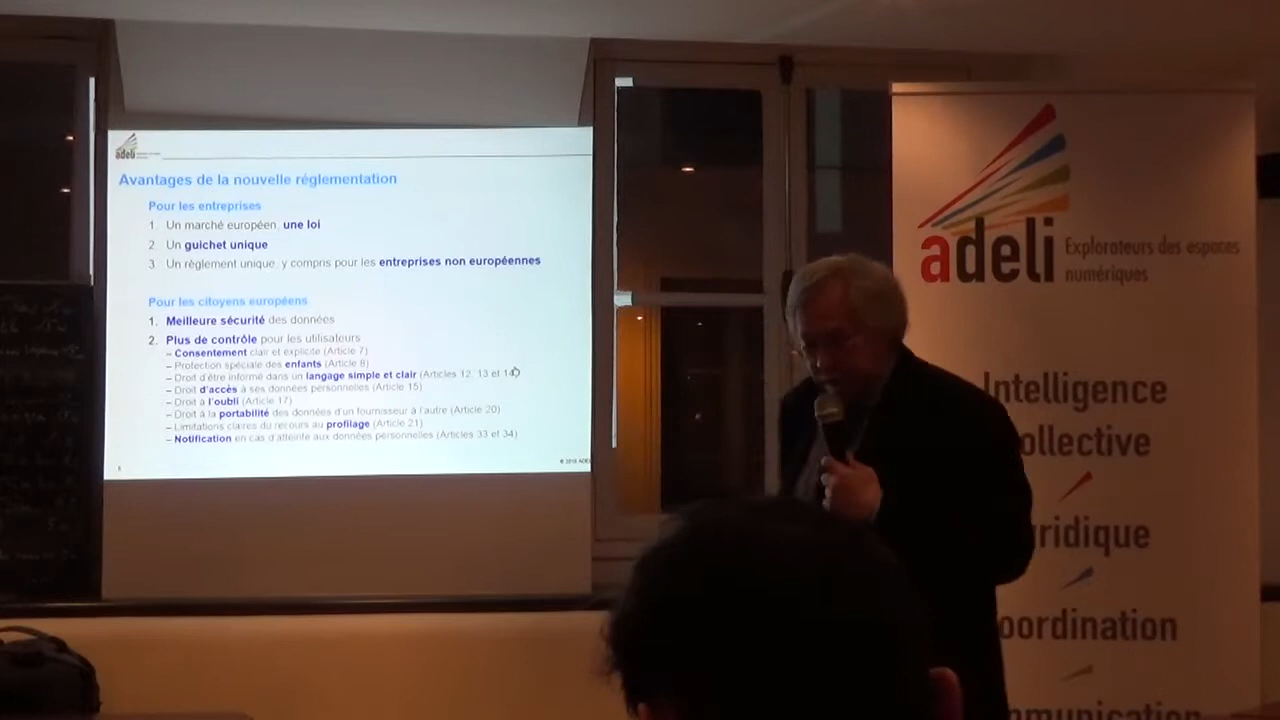 adeli
Avantages de la nouvelle réglementation
Pour les entreprises
1. Un marché européen, une loi
2. Un guichet unique
3. Un règlement unique, y compris pour les entreprises non européennes
Pour les citoyens européens
1. Meilleure sécurité des données
2. Plus de contrôle pour les utilisateurs
– Consentement clair et explicite (Article 7)
– Protection spéciale des enfants (Article 8)
– Droit d'être informé dans un langage simple et clair (Articles 12, 13 et 14)
– Droit d'accès à ses données personnelles (Article 15)
– Droit à l'oubli (Article 17)
– Droit à la portabilité des données d'un fournisseur à l'autre (Article 20)
– Limitations claires du recours au profilage (Article 21)
– Notification en cas d'atteinte aux données personnelles (Articles 33 et 34)
adeli Explorateurs des espaces
numériques
Intelligence
ollective
ridique
oordination
mmunication